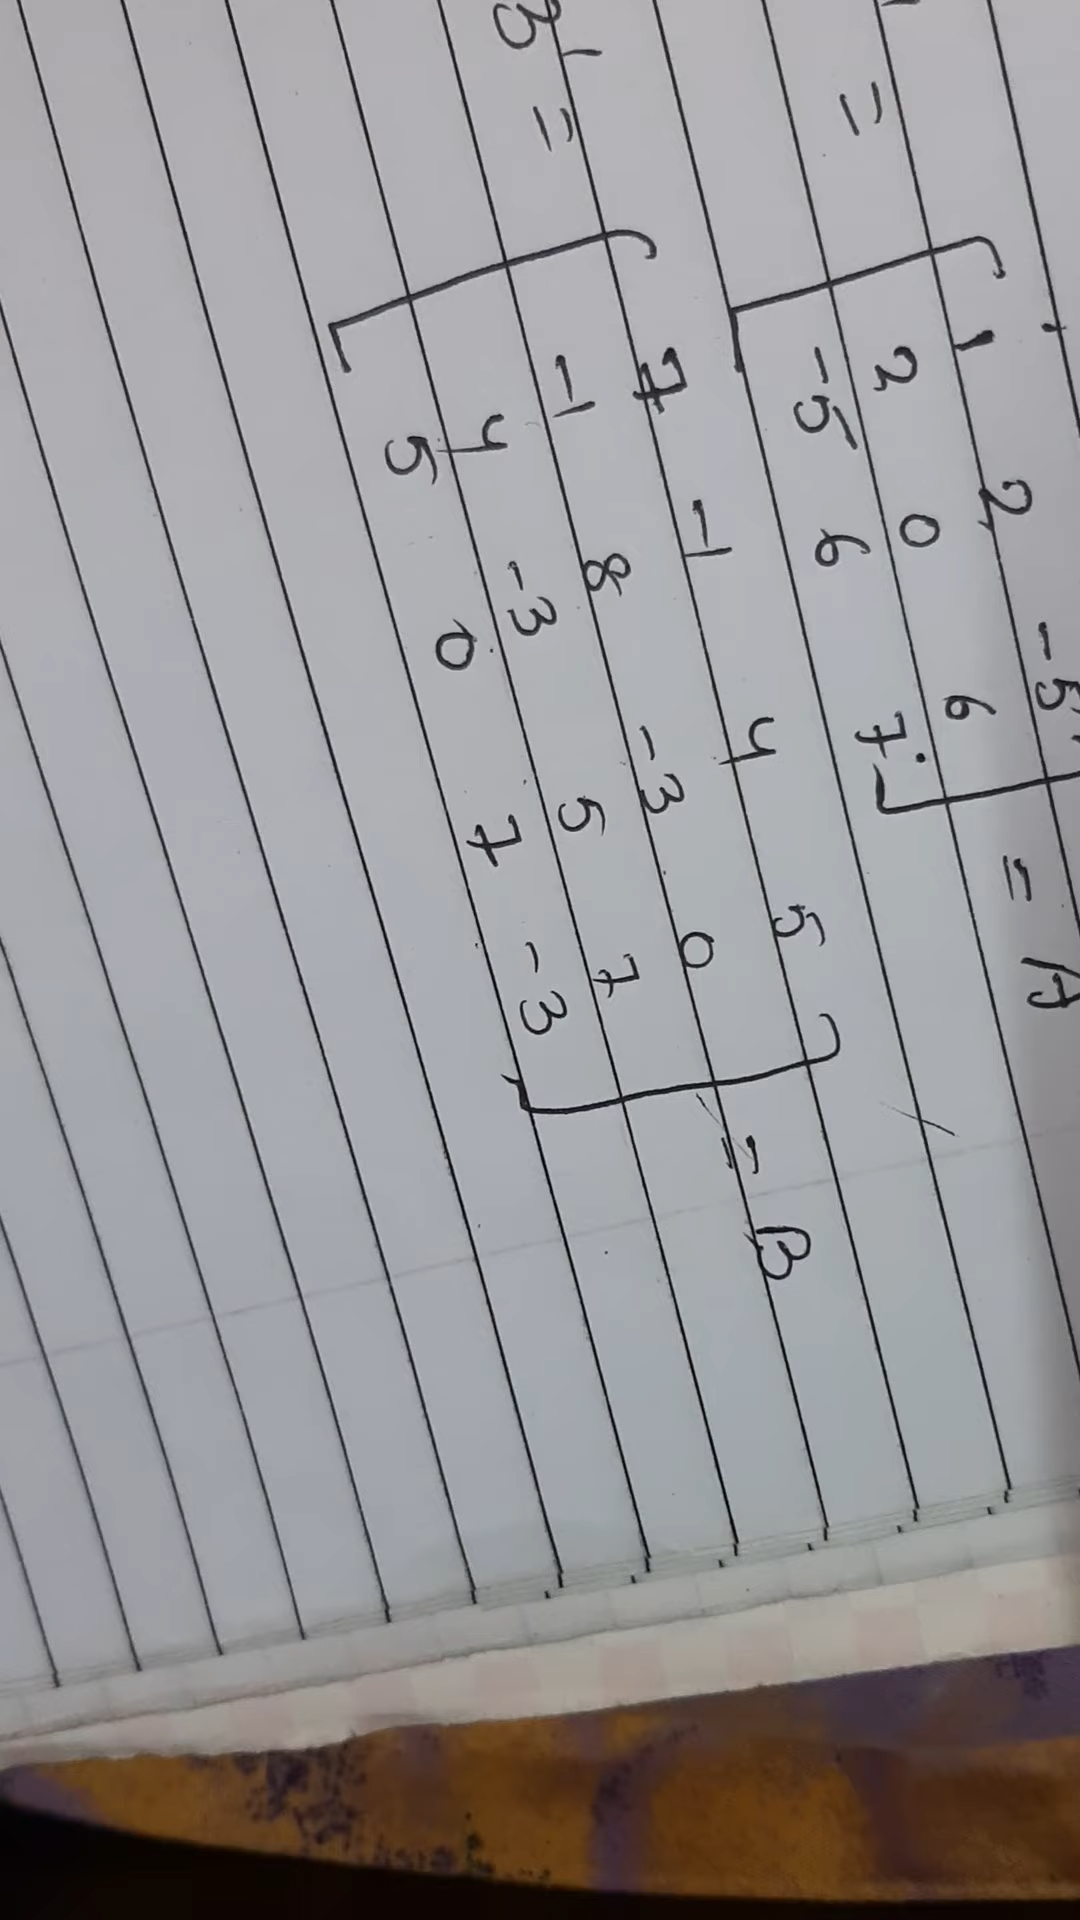 = [ 1 2 -5
2 0 6
-5 6 7 ] = A
B' = [ 7 -1 4 5
-1 8 -3 0
4 -3 5 7
5 0 7 -3 ] = B